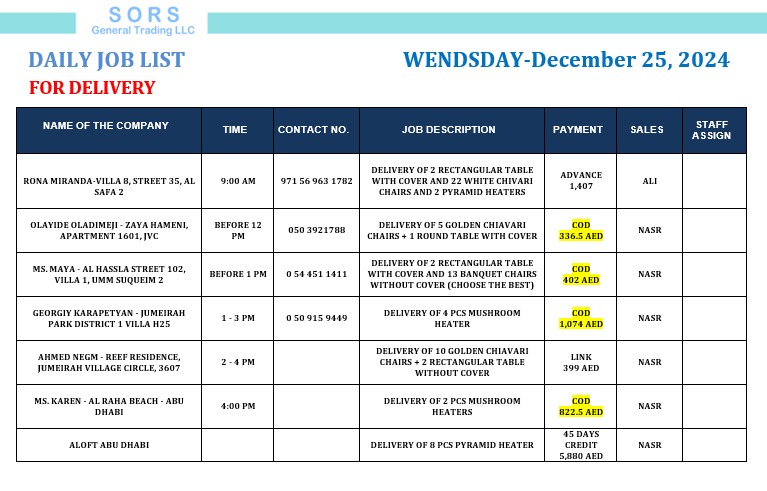 SORS
General Trading LLC
DAILY JOB LIST
WENDSDAY-December 25, 2024
FOR DELIVERY
NAME OF THE COMPANY
TIME
CONTACT NO.
JOB DESCRIPTION
PAYMENT
SALES
STAFF
ASSIGN
RONA MIRANDA-VILLA 8, STREET 35, AL
SAFA 2
9:00 AM
971 56 963 1782
DELIVERY OF 2 RECTANGULAR TABLE
WITH COVER AND 22 WHITE CHIVARI
CHAIRS AND 2 PYRAMID HEATERS
ADVANCE
1,407
ALI
OLAYIDE OLADIMEJI - ZAYA HAMENI,
APARTMENT 1601, JVC
BEFORE 12
PM
050 3921788
DELIVERY OF 5 GOLDEN CHIAVARI
CHAIRS + 1 ROUND TABLE WITH COVER
COD
336.5 AED
NASR
MS. MAYA - AL HASSLA STREET 102,
VILLA 1, UMM SUQUEIM 2
BEFORE 1 PM
0 54 451 1411
DELIVERY OF 2 RECTANGULAR TABLE
WITH COVER AND 13 BANQUET CHAIRS
WITHOUT COVER (CHOOSE THE BEST)
COD
402 AED
NASR
GEORGIY KARAPETYAN - JUMEIRAH
PARK DISTRICT 1 VILLA H25
1 - 3 PM
0 50 915 9449
DELIVERY OF 4 PCS MUSHROOM
HEATER
COD
1,074 AED
NASR
AHMED NEGM - REEF RESIDENCE,
JUMEIRAH VILLAGE CIRCLE, 3607
2 - 4 PM
DELIVERY OF 10 GOLDEN CHIAVARI
CHAIRS + 2 RECTANGULAR TABLE
WITHOUT COVER
LINK
399 AED
NASR
MS. KAREN - AL RAHA BEACH - ABU
DHABI
4:00 PM
DELIVERY OF 2 PCS MUSHROOM
HEATERS
COD
822.5 AED
NASR
ALOFT ABU DHABI
DELIVERY OF 8 PCS PYRAMID HEATER
45 DAYS
CREDIT
5,880 AED
NASR